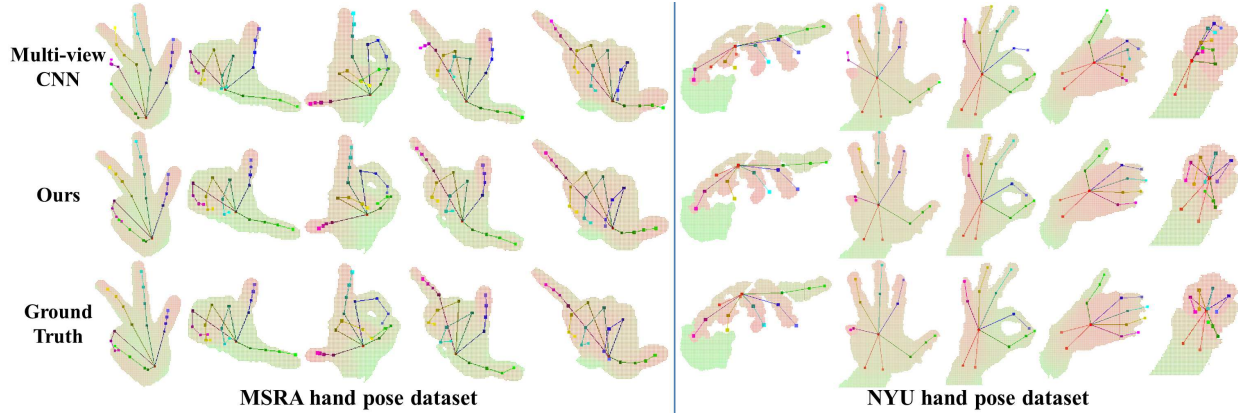 Multi-view
CNN
Ours
Ground
Truth
MSRA hand pose dataset
NYU hand pose dataset